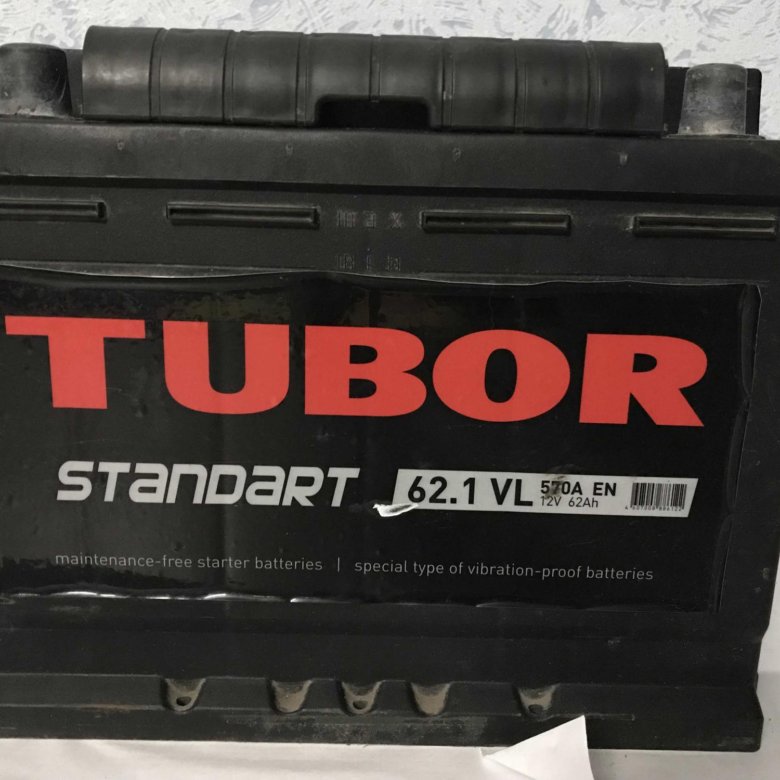 max
TUBOR
STANDART
62.1 VL 570A EN
12V 62Ah
maintenance-free starter batteries | special type of vibration-proof batteries